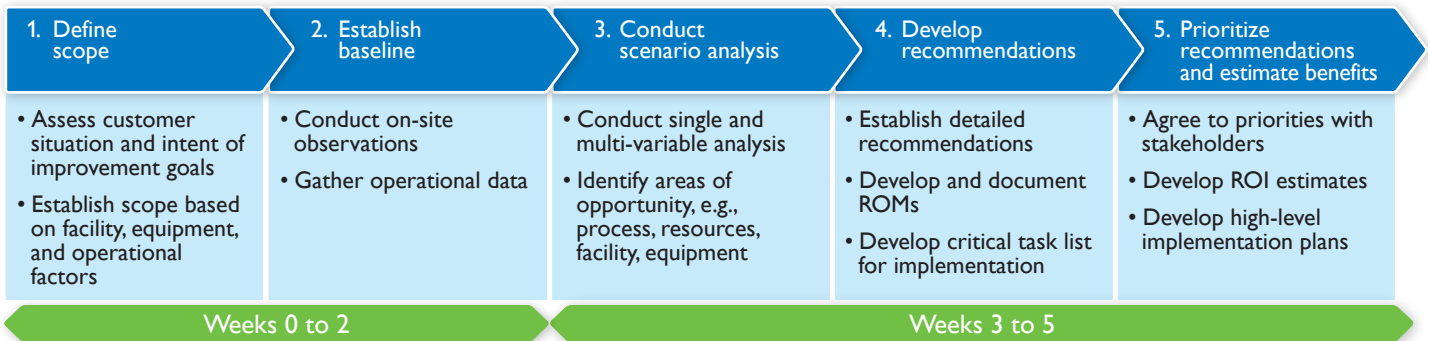 1. Define
scope
2. Establish
baseline
3. Conduct
scenario analysis
4. Develop
recommendations
5. Prioritize
recommendations
and estimate benefits
• Assess customer
situation and intent of
improvement goals
• Establish scope based
on facility, equipment,
and operational
factors
• Conduct on-site
observations
• Gather operational data
• Conduct single and
multi-variable analysis
• Identify areas of
opportunity, e.g.,
process, resources,
facility, equipment
• Establish detailed
recommendations
• Develop and document
ROMs
• Develop critical task list
for implementation
• Agree to priorities with
stakeholders
• Develop ROI estimates
• Develop high-level
implementation plans
Weeks 0 to 2
Weeks 3 to 5